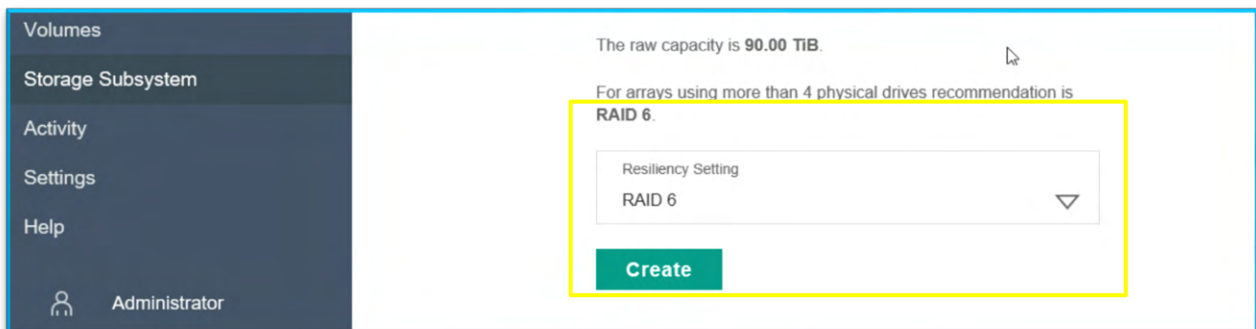 Volumes
Storage Subsystem
Activity
Settings
Help
Administrator
The raw capacity is 90.00 TiB.
For arrays using more than 4 physical drives recommendation is
RAID 6.
Resiliency Setting
RAID 6
Create